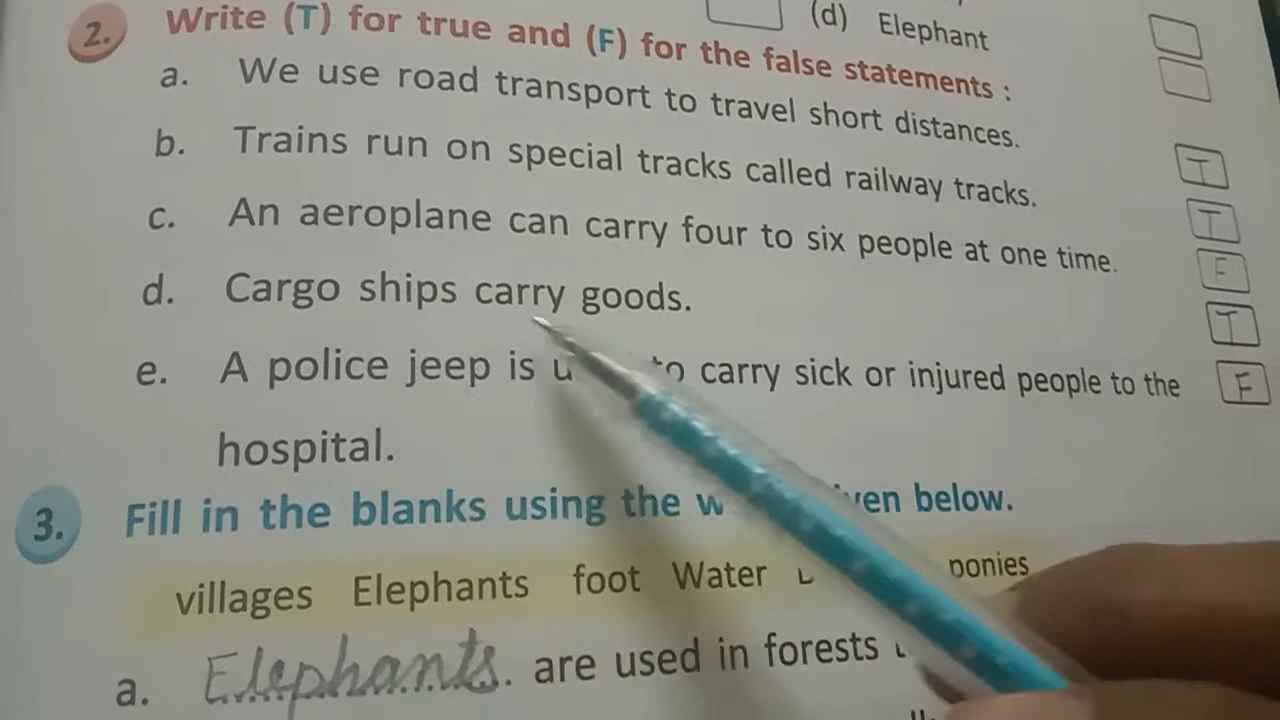 (d) Elephant
2. Write (T) for true and (F) for the false statements :
a. We use road transport to travel short distances. T
b. Trains run on special tracks called railway tracks. T
c. An aeroplane can carry four to six people at one time. F
d. Cargo ships carry goods. T
e. A police jeep is to carry sick or injured people to the F
hospital.
3. Fill in the blanks using the below.
villages Elephants foot Water ponies
a. Elephants. are used in forests